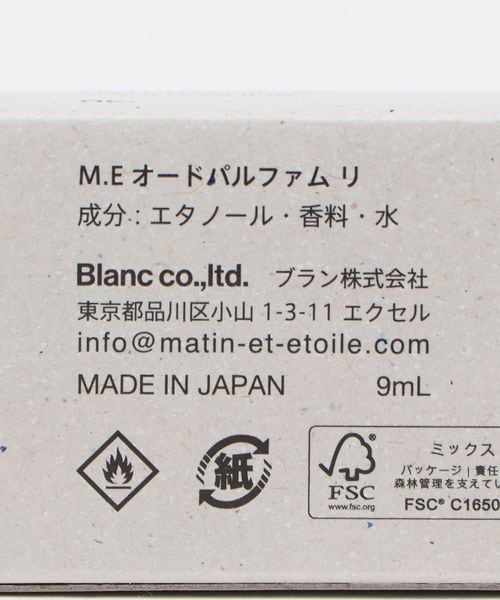 M.E オードパルファム リ
成分 : エタノール・香料・水
Blanc co.,ltd. ブラン株式会社
東京都品川区小山 1-3-11 エクセル
info@matin-et-etoile.com
MADE IN JAPAN 9mL
紙
FSC
www.fsc.org
ミックス
パッケージ | 責任
森林管理を支えてい
FSC® C1650